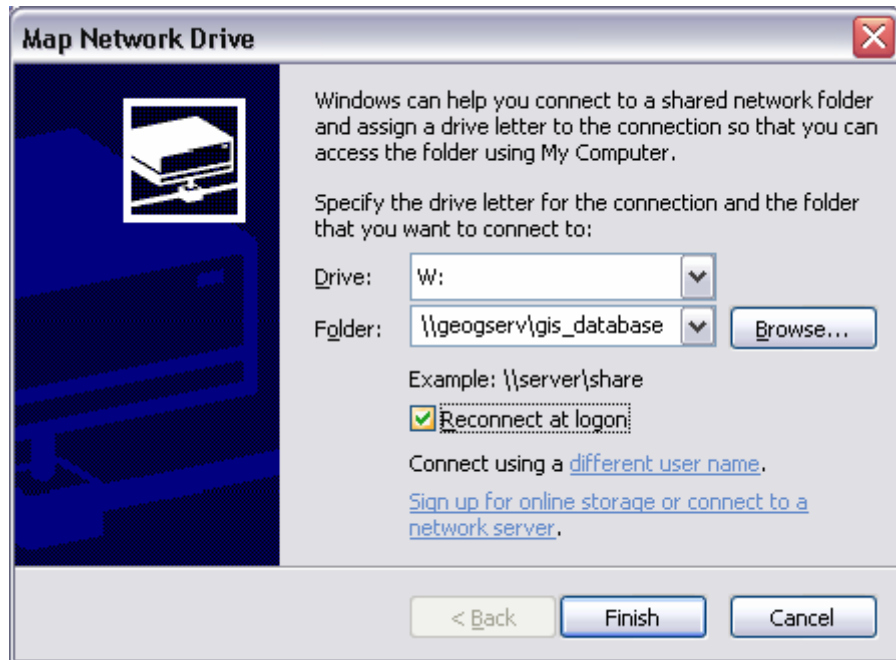 Map Network Drive
Windows can help you connect to a shared network folder
and assign a drive letter to the connection so that you can
access the folder using My Computer.
Specify the drive letter for the connection and the folder
that you want to connect to:
Drive: W:
Folder: \\geogserv\gis_database Browse...
Example: \\server\share
Reconnect at logon
Connect using a different user name.
Sign up for online storage or connect to a
network server.
< Back Finish Cancel